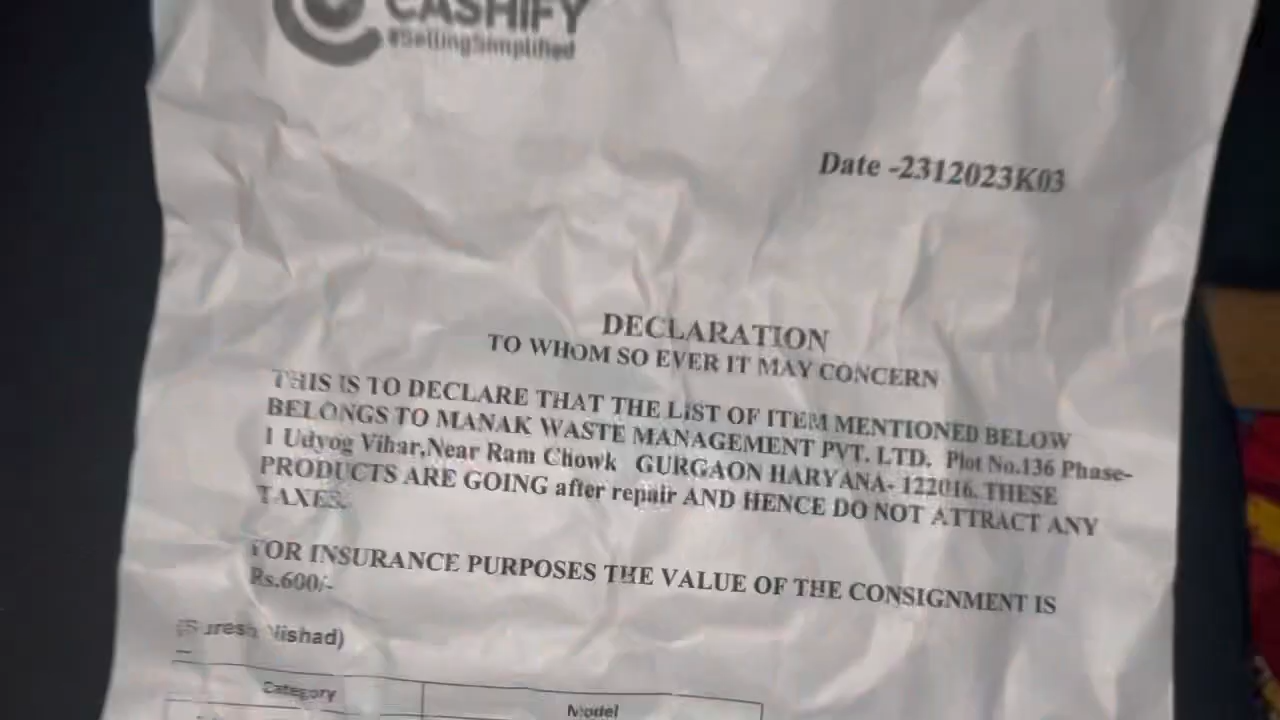 CASHIFY
#SellingSimplified
Date -2312023K03
DECLARATION
TO WHOM SO EVER IT MAY CONCERN
THIS IS TO DECLARE THAT THE LIST OF ITEM MENTIONED BELOW
BELONGS TO MANAK WASTE MANAGEMENT PVT. LTD. Plot No.136 Phase-
1 Udyog Vihar,Near Ram Chowk GURGAON HARYANA- 122016. THESE
PRODUCTS ARE GOING after repair AND HENCE DO NOT ATTRACT ANY
TAXES.
FOR INSURANCE PURPOSES THE VALUE OF THE CONSIGNMENT IS
Rs.600/-
Nishad)
Category Model